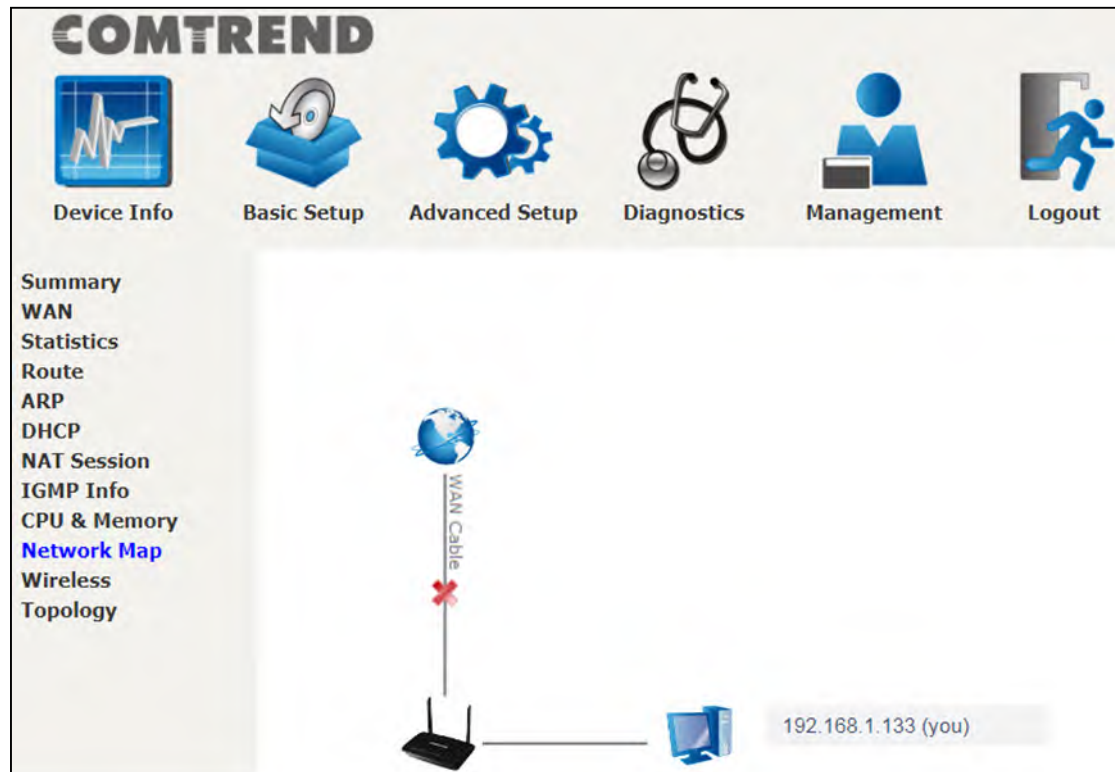 COMTREND
Device Info
Basic Setup
Advanced Setup
Diagnostics
Management
Logout
Summary
WAN
Statistics
Route
ARP
DHCP
NAT Session
IGMP Info
CPU & Memory
Network Map
Wireless
Topology
WAN Cable
192.168.1.133 (you)